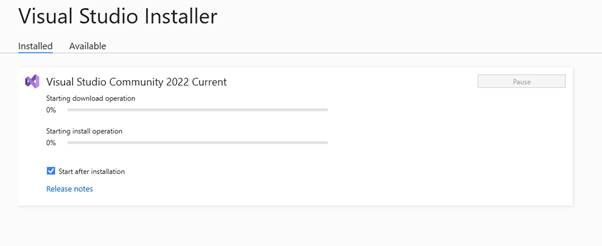 Visual Studio Installer
Installed Available
Visual Studio Community 2022 Current
Pause
Starting download operation
0%
Starting install operation
0%
Start after installation
Release notes